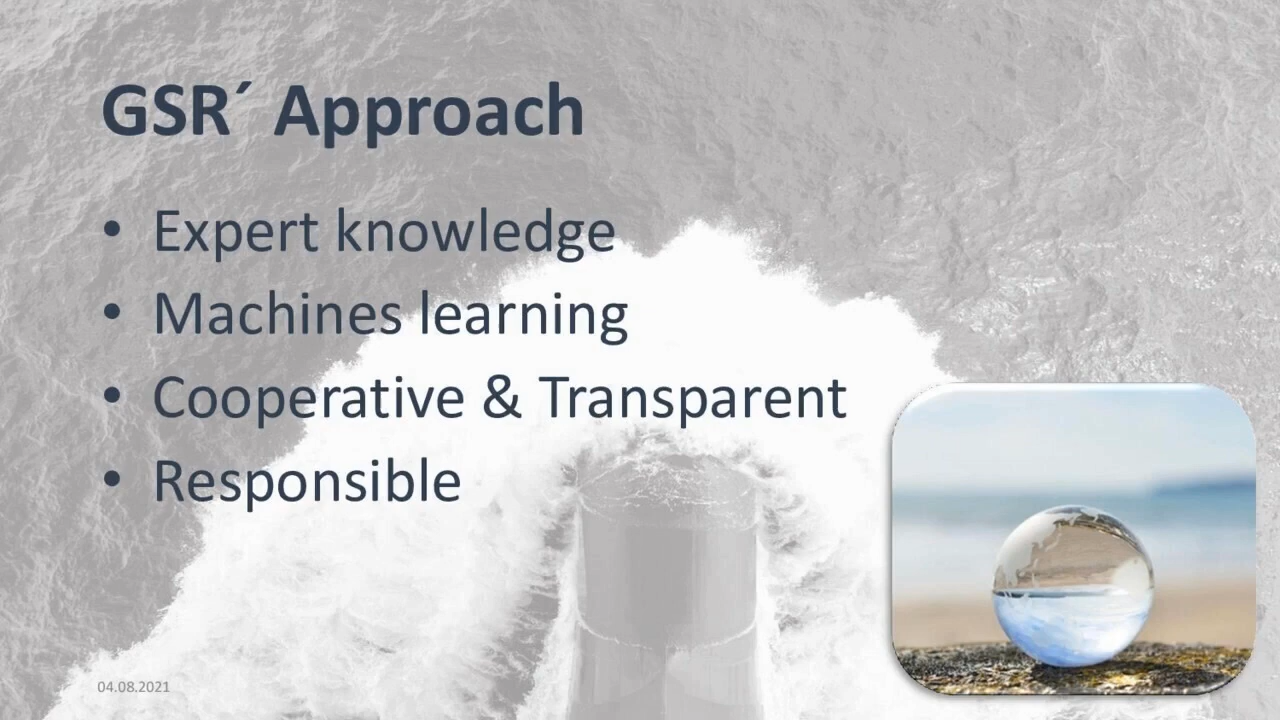 GSR´ Approach
• Expert knowledge
• Machines learning
• Cooperative & Transparent
• Responsible
04.08.2021